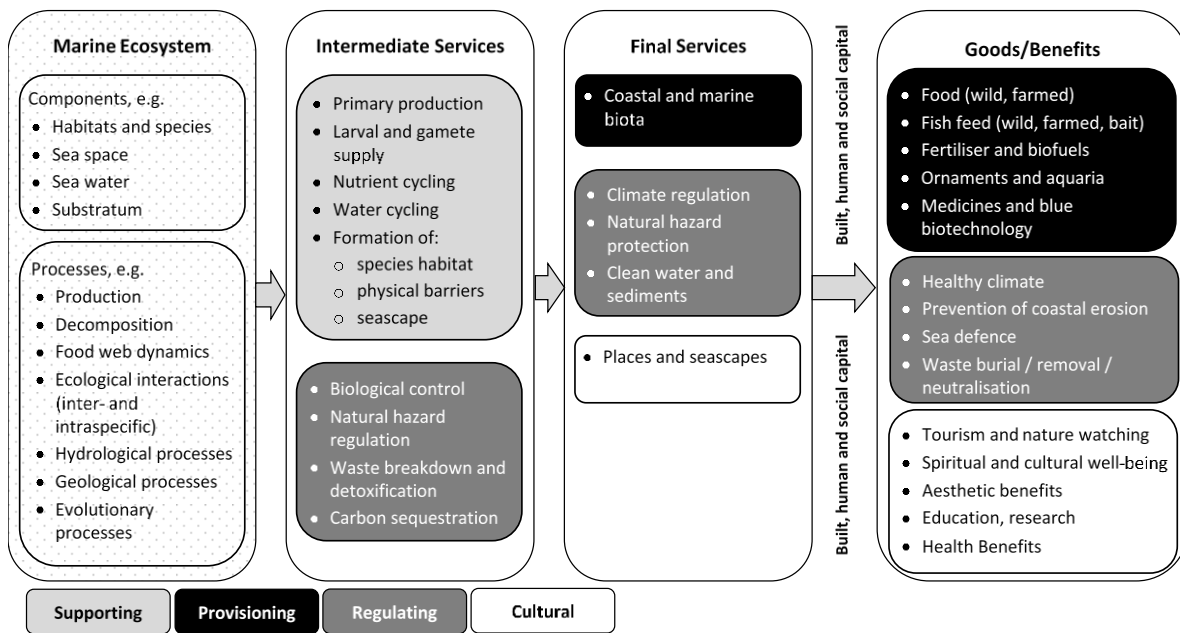 Marine Ecosystem
Components, e.g.
• Habitats and species
• Sea space
• Sea water
• Substratum
Processes, e.g.
• Production
• Decomposition
• Food web dynamics
• Ecological interactions
(inter- and
intraspecific)
• Hydrological processes
• Geological processes
• Evolutionary
processes
Intermediate Services
• Primary production
• Larval and gamete
supply
• Nutrient cycling
• Water cycling
• Formation of:
○ species habitat
○ physical barriers
○ seascape
• Biological control
• Natural hazard
regulation
• Waste breakdown and
detoxification
• Carbon sequestration
Final Services
• Coastal and marine
biota
• Climate regulation
• Natural hazard
protection
• Clean water and
sediments
• Places and seascapes
Built, human and social capital
Built, human and social capital
Goods/Benefits
• Food (wild, farmed)
• Fish feed (wild, farmed, bait)
• Fertiliser and biofuels
• Ornaments and aquaria
• Medicines and blue
biotechnology
• Healthy climate
• Prevention of coastal erosion
• Sea defence
• Waste burial / removal /
neutralisation
• Tourism and nature watching
• Spiritual and cultural well-being
• Aesthetic benefits
• Education, research
• Health Benefits
Supporting
Provisioning
Regulating
Cultural